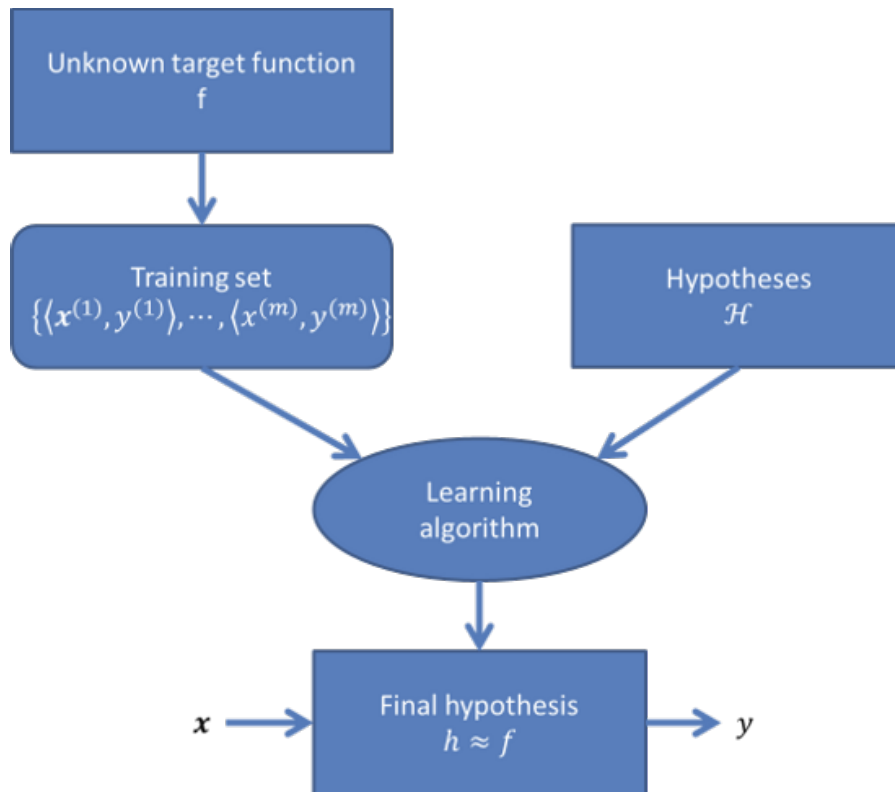 Unknown target function
f
Training set
{⟨𝒙⁽¹⁾, y⁽¹⁾⟩, ⋯ , ⟨x⁽ᵐ⁾, y⁽ᵐ⁾⟩}
Hypotheses
ℋ
Learning
algorithm
Final hypothesis
h ≈ f
𝒙
y